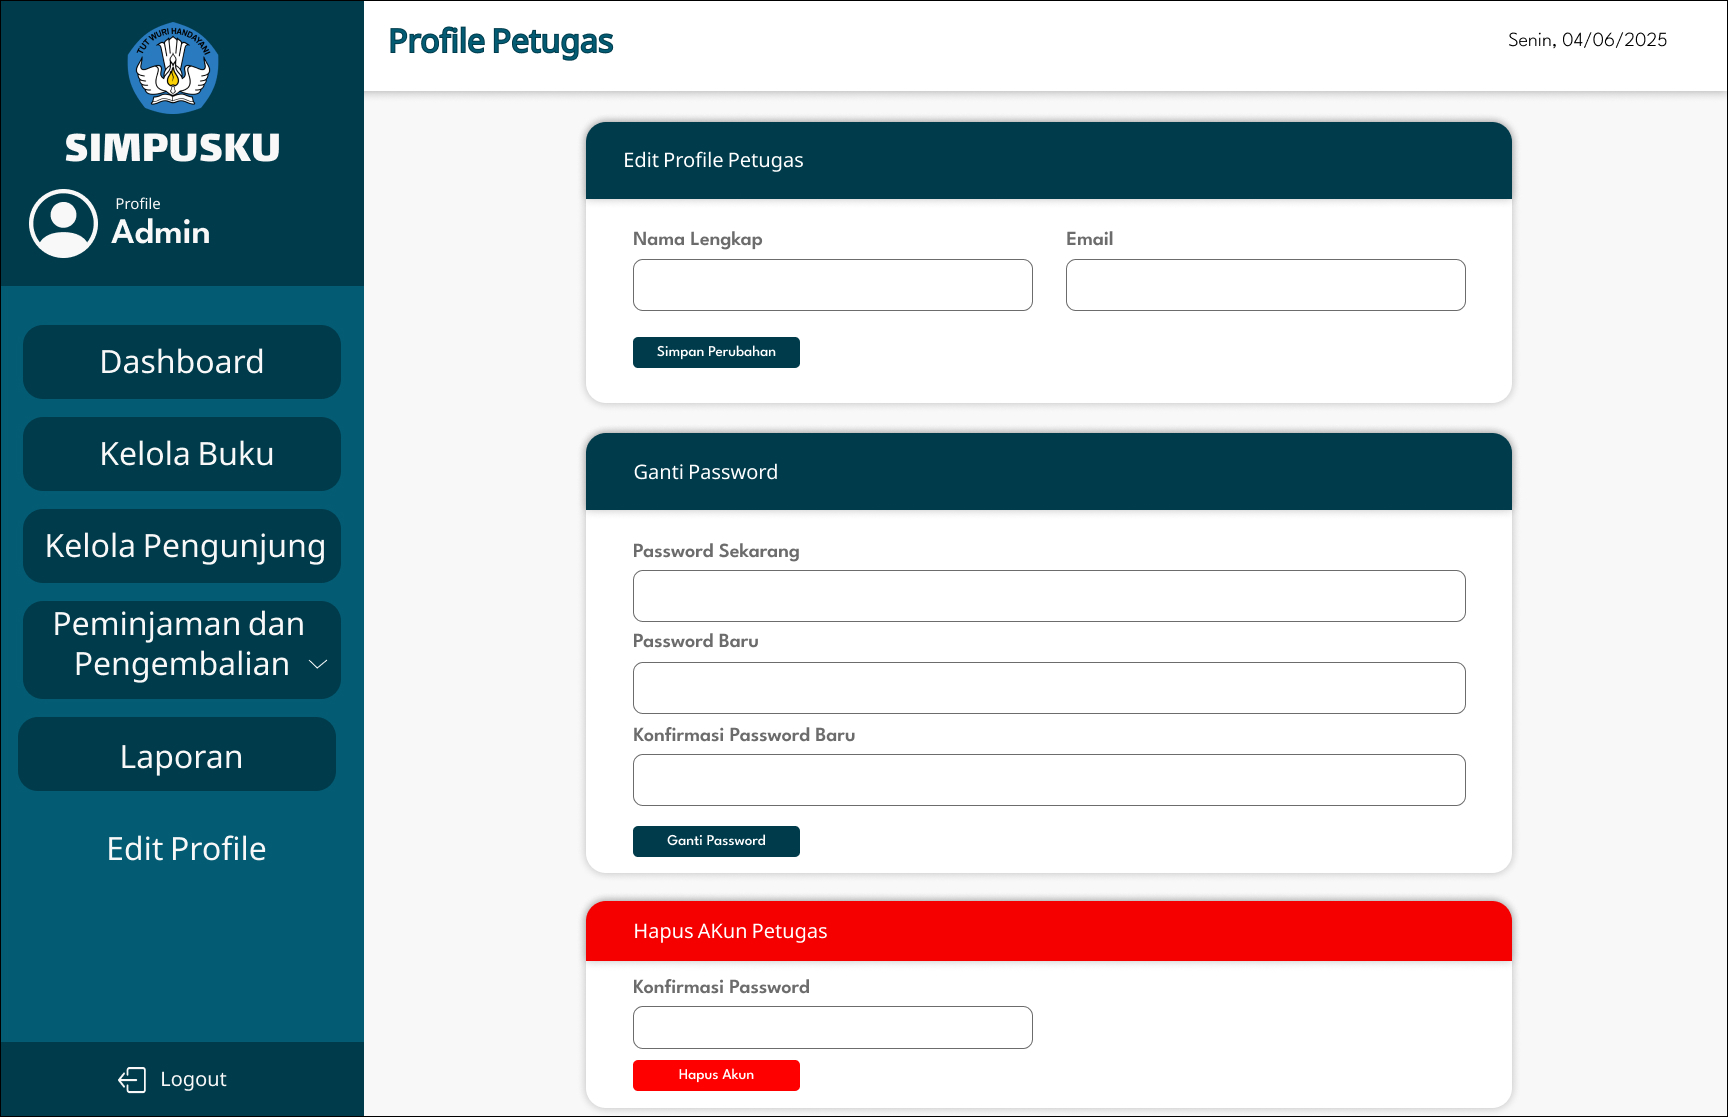 TUT WURI HANDAYANI
SIMPUSKU
Profile
Admin
Dashboard
Kelola Buku
Kelola Pengunjung
Peminjaman dan
Pengembalian
Laporan
Edit Profile
Logout
Profile Petugas
Senin, 04/06/2025
Edit Profile Petugas
Nama Lengkap
Email
Simpan Perubahan
Ganti Password
Password Sekarang
Password Baru
Konfirmasi Password Baru
Ganti Password
Hapus AKun Petugas
Konfirmasi Password
Hapus Akun